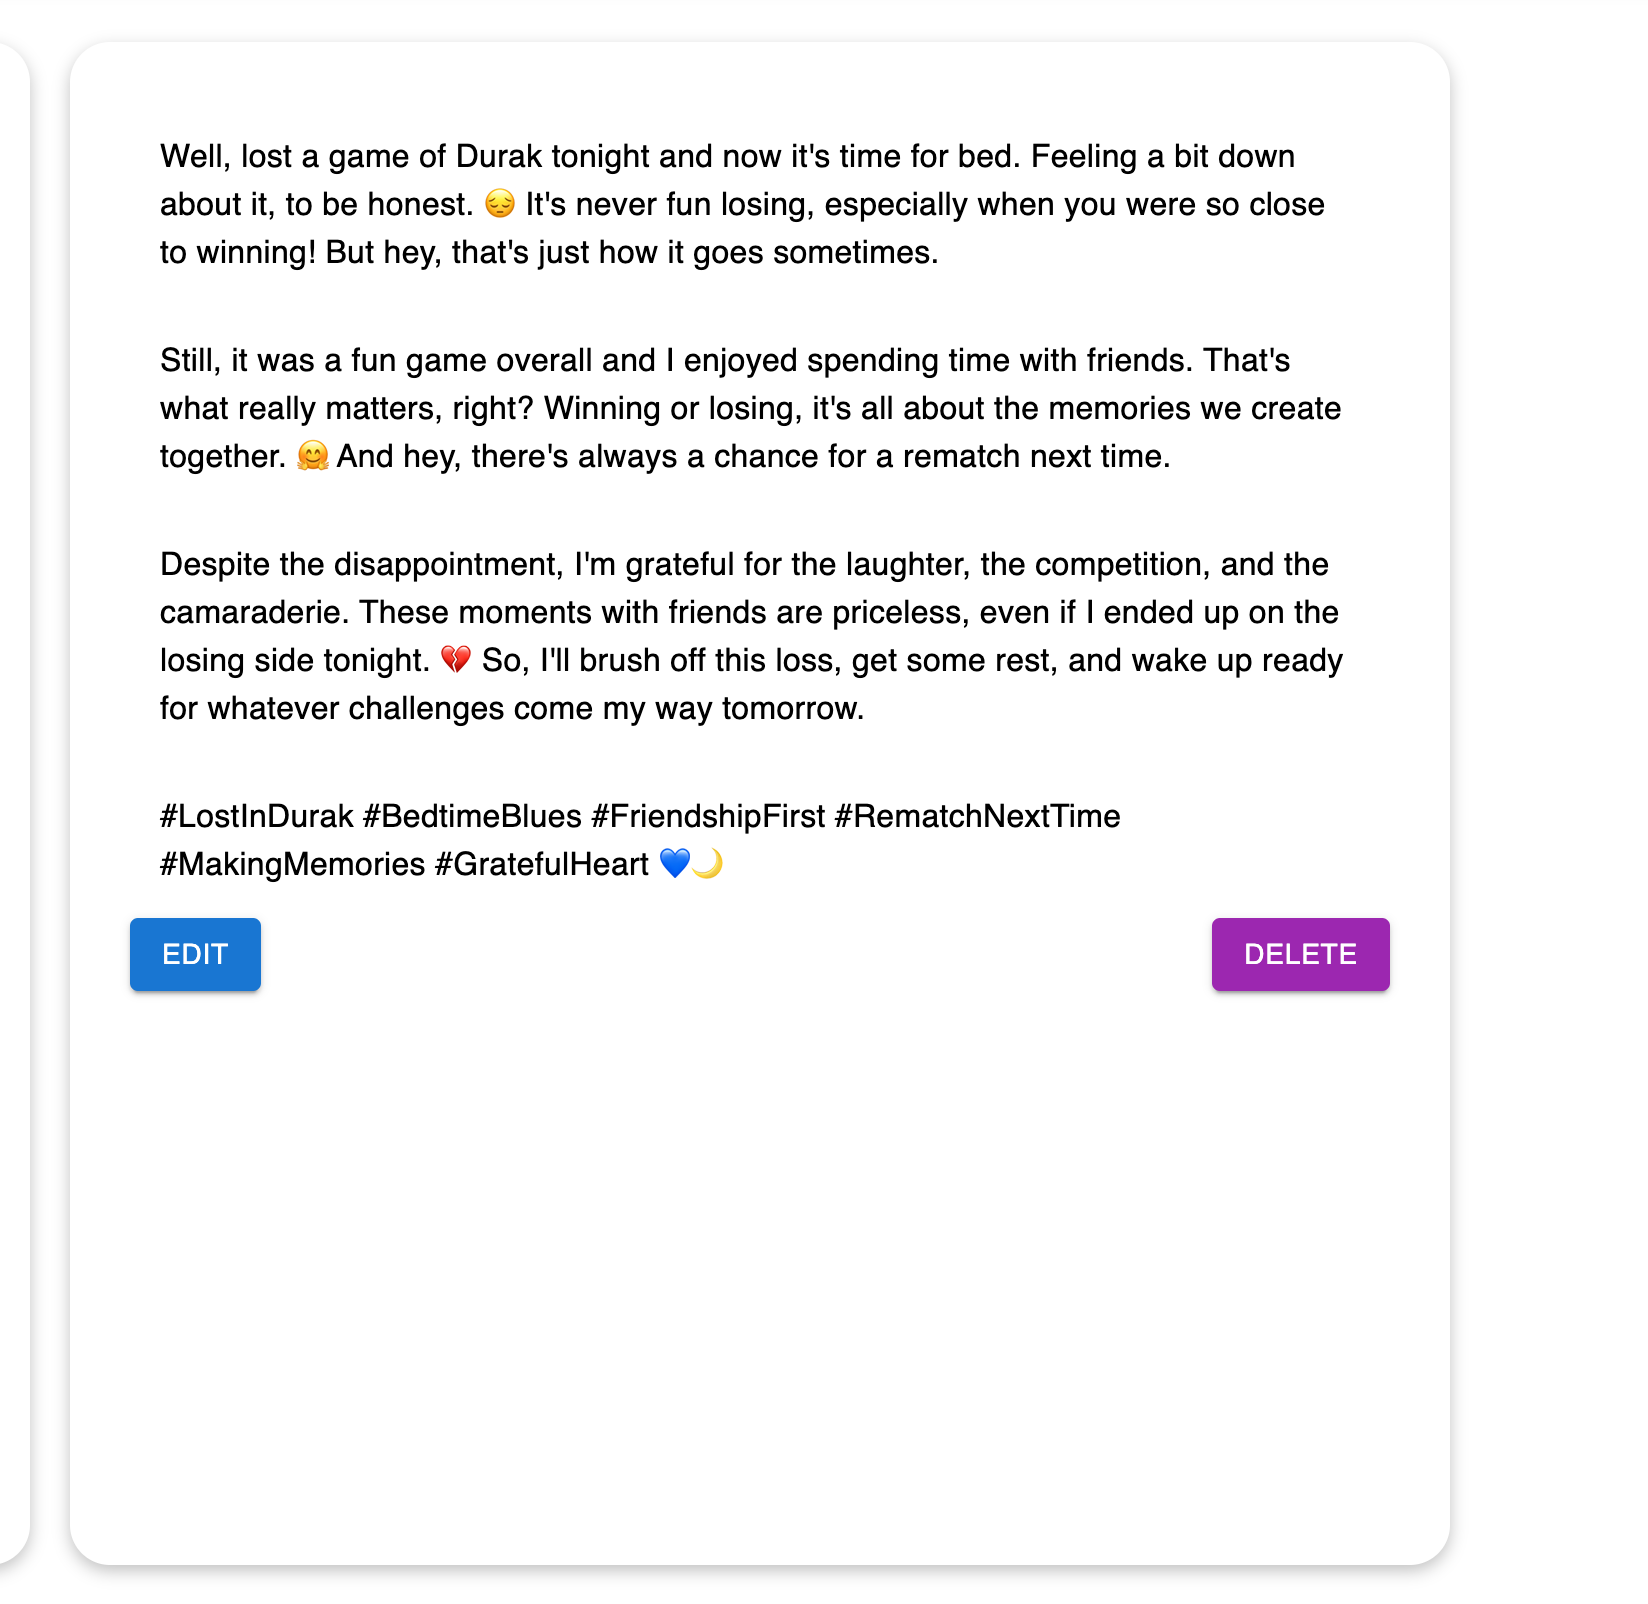 Well, lost a game of Durak tonight and now it's time for bed. Feeling a bit down
about it, to be honest. 😔 It's never fun losing, especially when you were so close
to winning! But hey, that's just how it goes sometimes.
Still, it was a fun game overall and I enjoyed spending time with friends. That's
what really matters, right? Winning or losing, it's all about the memories we create
together. 🤗 And hey, there's always a chance for a rematch next time.
Despite the disappointment, I'm grateful for the laughter, the competition, and the
camaraderie. These moments with friends are priceless, even if I ended up on the
losing side tonight. 💔 So, I'll brush off this loss, get some rest, and wake up ready
for whatever challenges come my way tomorrow.
#LostInDurak #BedtimeBlues #FriendshipFirst #RematchNextTime
#MakingMemories #GratefulHeart 💙🌙
EDIT
DELETE